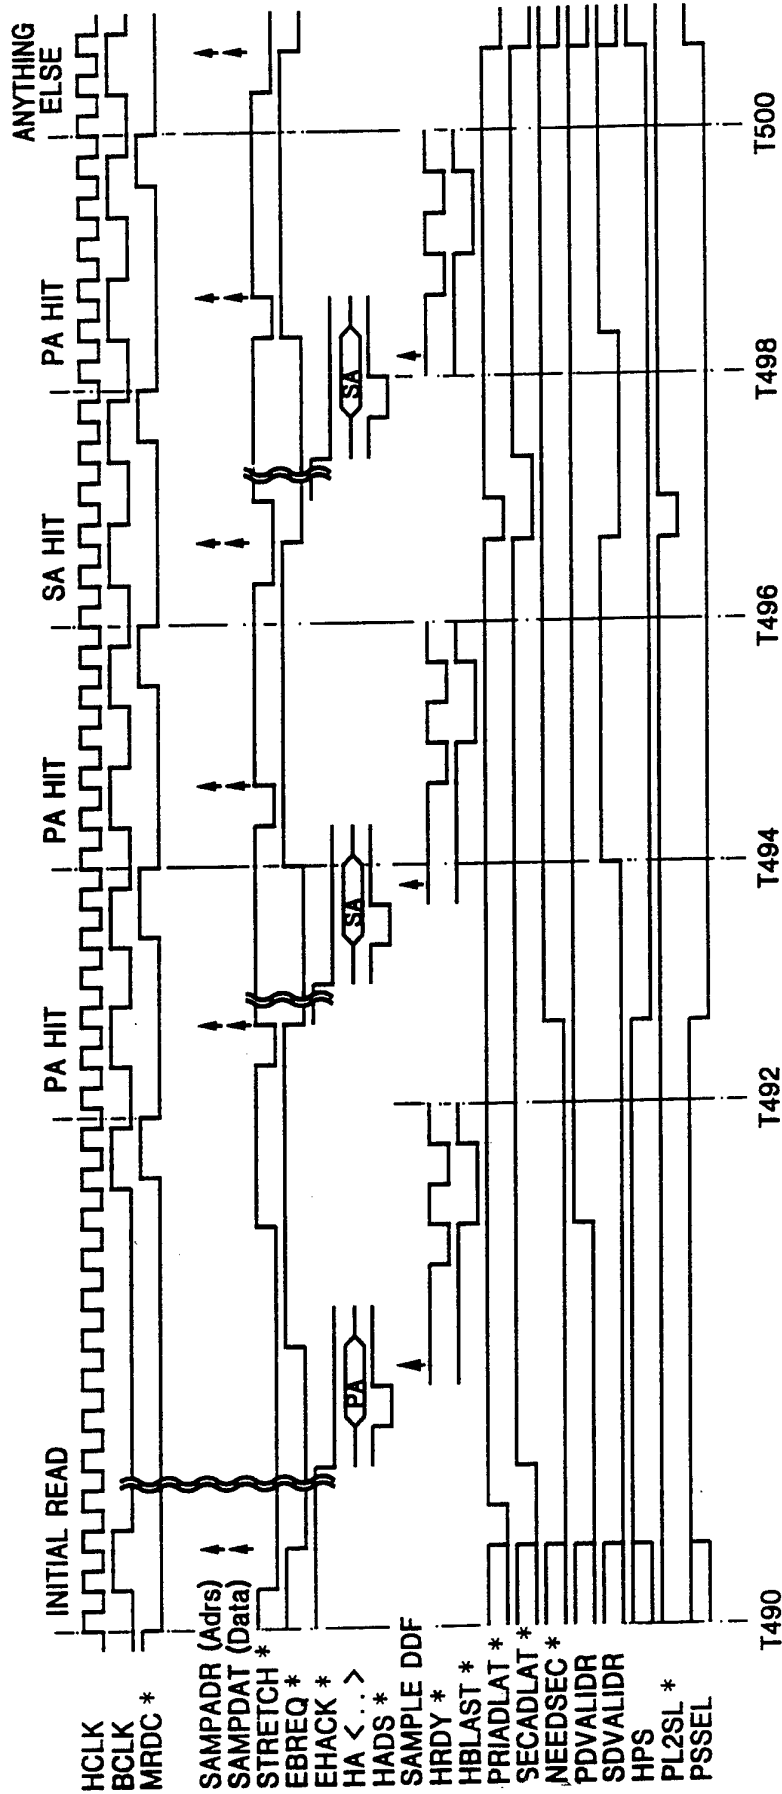 INITIAL READ
PA HIT
PA HIT
SA HIT
PA HIT
ANYTHING
ELSE
HCLK
BCLK
MRDC *
SAMPADR (Adrs)
SAMPDAT (Data)
STRETCH *
EBREQ *
EHACK *
HA < . . >
HADS *
SAMPLE DDF
HRDY *
HBLAST *
PRIADLAT *
SECADLAT *
NEEDSEC *
PDVALIDR
SDVALIDR
HPS
PL2SL *
PSSEL
PA
SA
SA
T490
T492
T494
T496
T498
T500